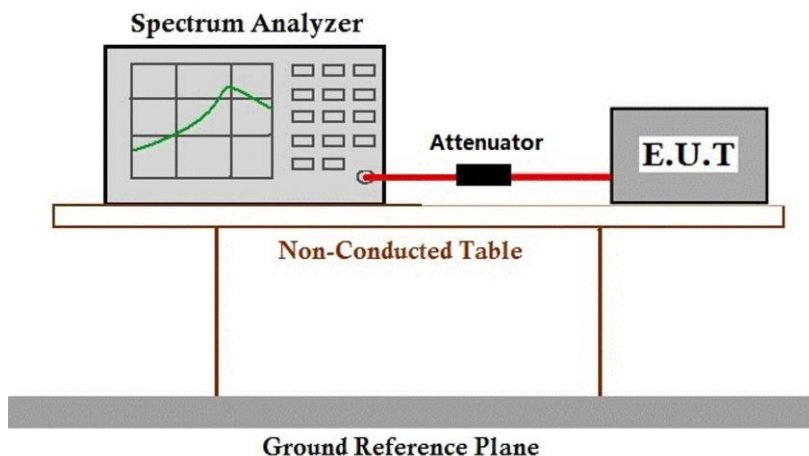 Spectrum Analyzer
Attenuator
E.U.T
Non-Conducted Table
Ground Reference Plane